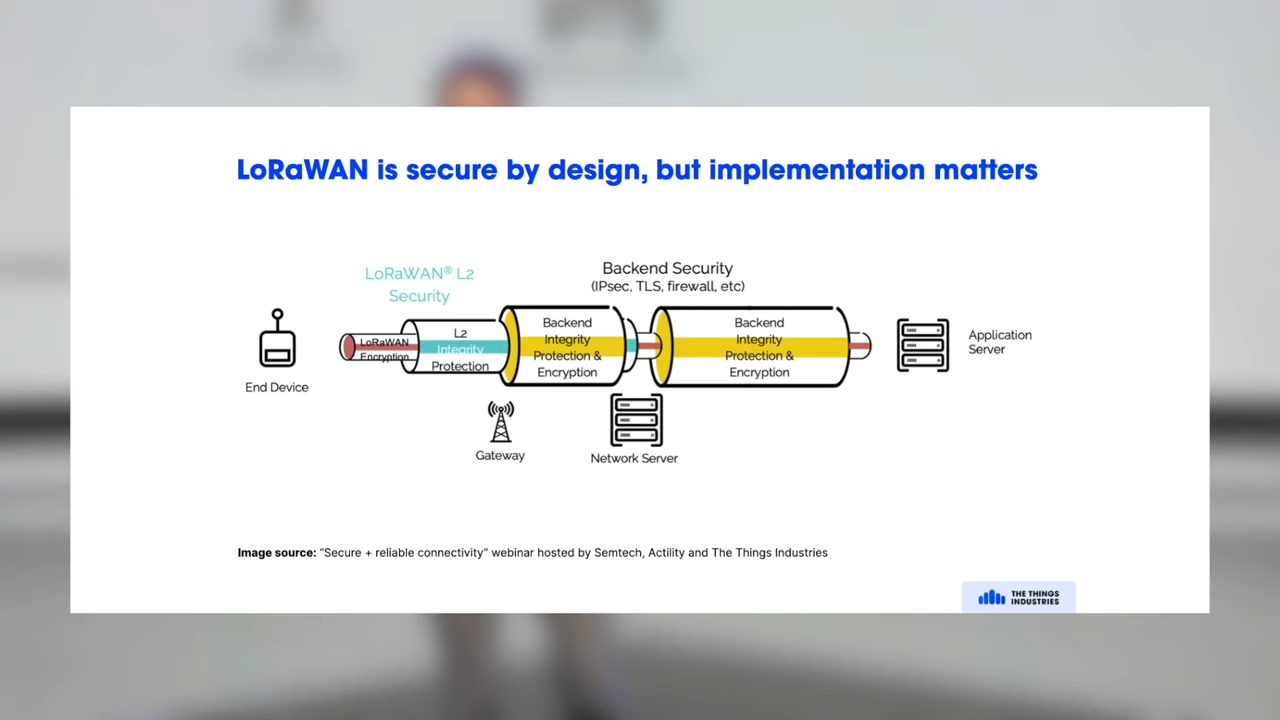 LoRaWAN is secure by design, but implementation matters
LoRaWAN® L2
Security
Backend Security
(IPsec, TLS, firewall, etc)
End Device
LoRaWAN
Encryption
L2
Integrity
Protection
Backend
Integrity
Protection &
Encryption
Backend
Integrity
Protection &
Encryption
Application
Server
Gateway
Network Server
Image source: "Secure + reliable connectivity" webinar hosted by Semtech, Actility and The Things Industries
THE THINGS
INDUSTRIES